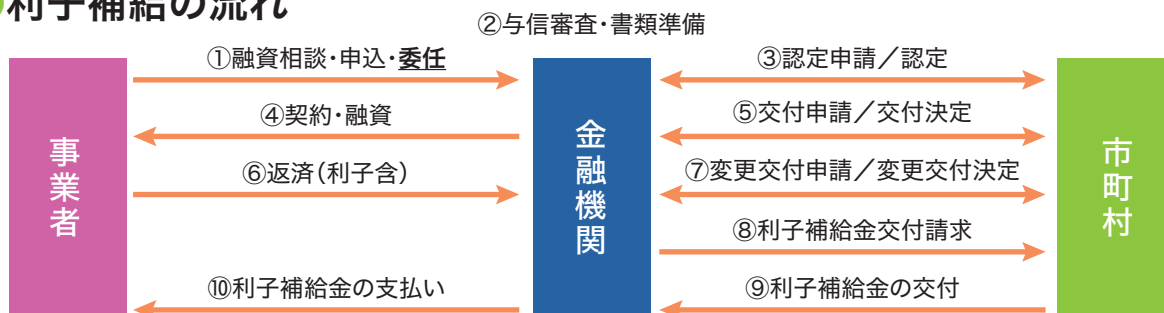 利子補給の流れ
②与信審査・書類準備
①融資相談・申込・委任
③認定申請／認定
④契約・融資
⑤交付申請／交付決定
⑥返済（利子含）
⑦変更交付申請／変更交付決定
⑧利子補給金交付請求
⑩利子補給金の支払い
⑨利子補給金の交付
事業者
金融機関
市町村